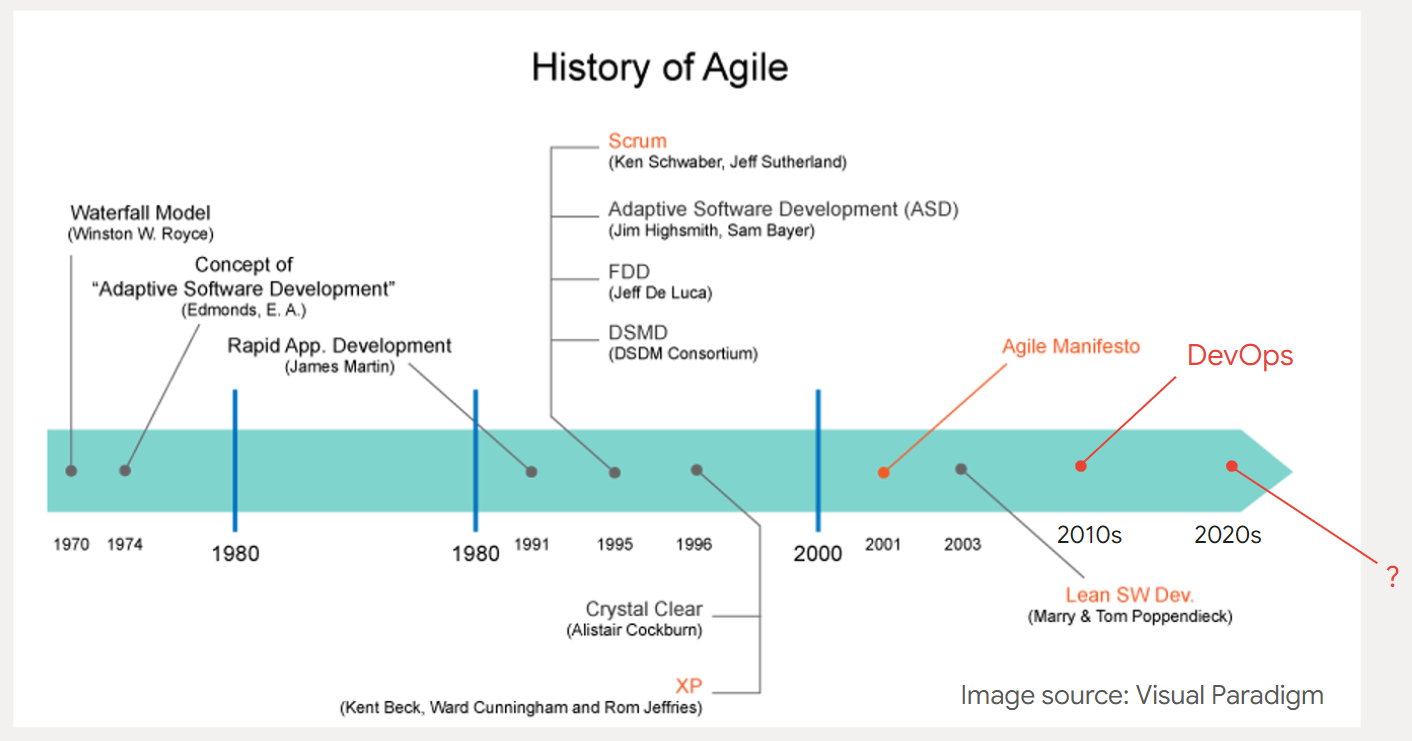 History of Agile
Scrum
(Ken Schwaber, Jeff Sutherland)
Adaptive Software Development (ASD)
(Jim Highsmith, Sam Bayer)
FDD
(Jeff De Luca)
DSMD
(DSDM Consortium)
Waterfall Model
(Winston W. Royce)
Concept of
“Adaptive Software Development”
(Edmonds, E. A.)
Rapid App. Development
(James Martin)
Agile Manifesto
DevOps
1970
1974
1980
1980
1991
1995
1996
2000
2001
2003
2010s
2020s
?
Crystal Clear
(Alistair Cockburn)
XP
(Kent Beck, Ward Cunningham and Rom Jeffries)
Lean SW Dev.
(Marry & Tom Poppendieck)
Image source: Visual Paradigm